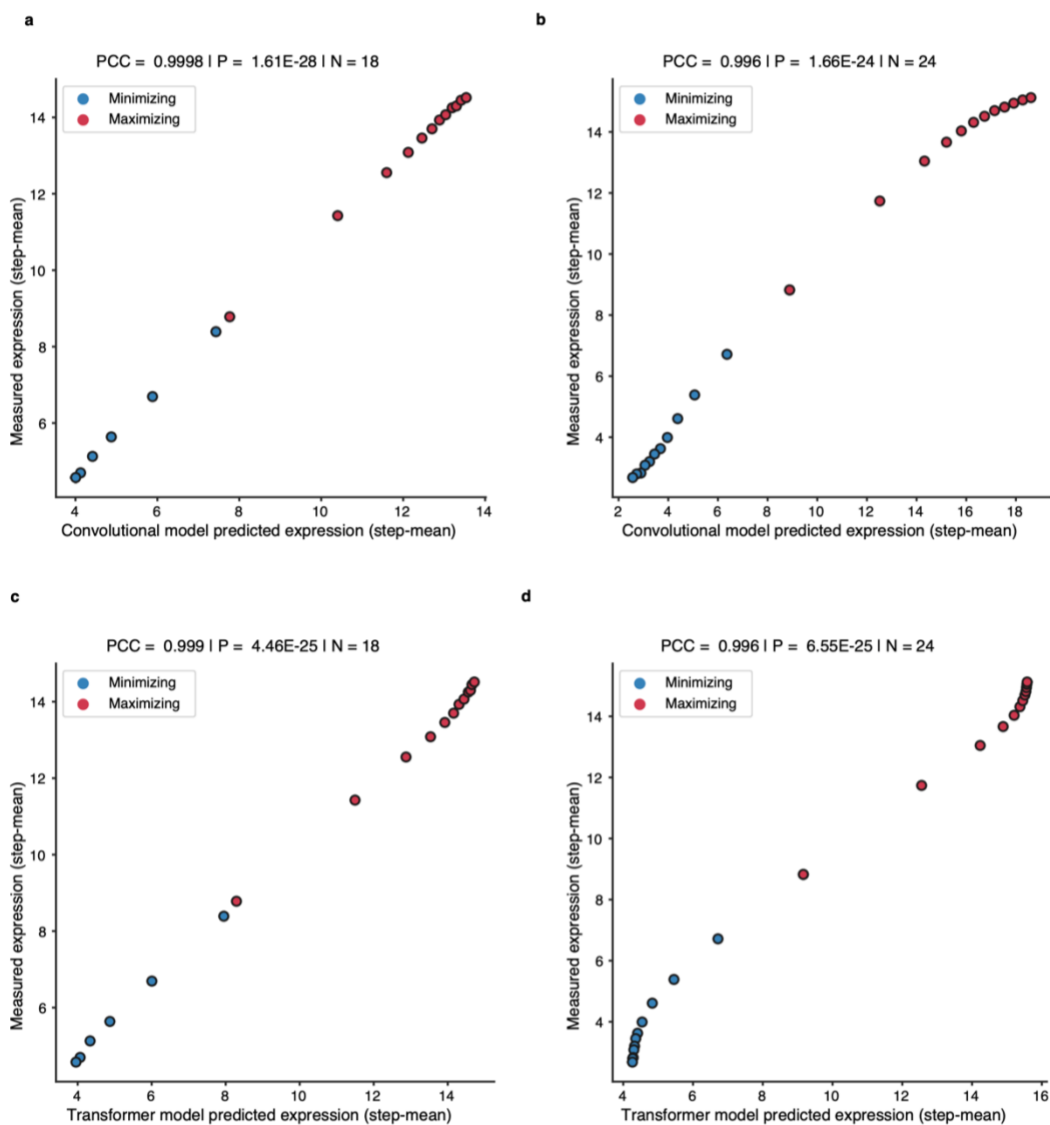 a
PCC = 0.9998 | P = 1.61E-28 | N = 18
Minimizing
Maximizing
Measured expression (step-mean)
14
12
10
8
6
4
6
8
10
12
14
Convolutional model predicted expression (step-mean)
b
PCC = 0.996 | P = 1.66E-24 | N = 24
Minimizing
Maximizing
Measured expression (step-mean)
14
12
10
8
6
4
2
4
6
8
10
12
14
16
18
Convolutional model predicted expression (step-mean)
c
PCC = 0.999 | P = 4.46E-25 | N = 18
Minimizing
Maximizing
Measured expression (step-mean)
14
12
10
8
6
4
6
8
10
12
14
Transformer model predicted expression (step-mean)
d
PCC = 0.996 | P = 6.55E-25 | N = 24
Minimizing
Maximizing
Measured expression (step-mean)
14
12
10
8
6
4
4
6
8
10
12
14
16
Transformer model predicted expression (step-mean)